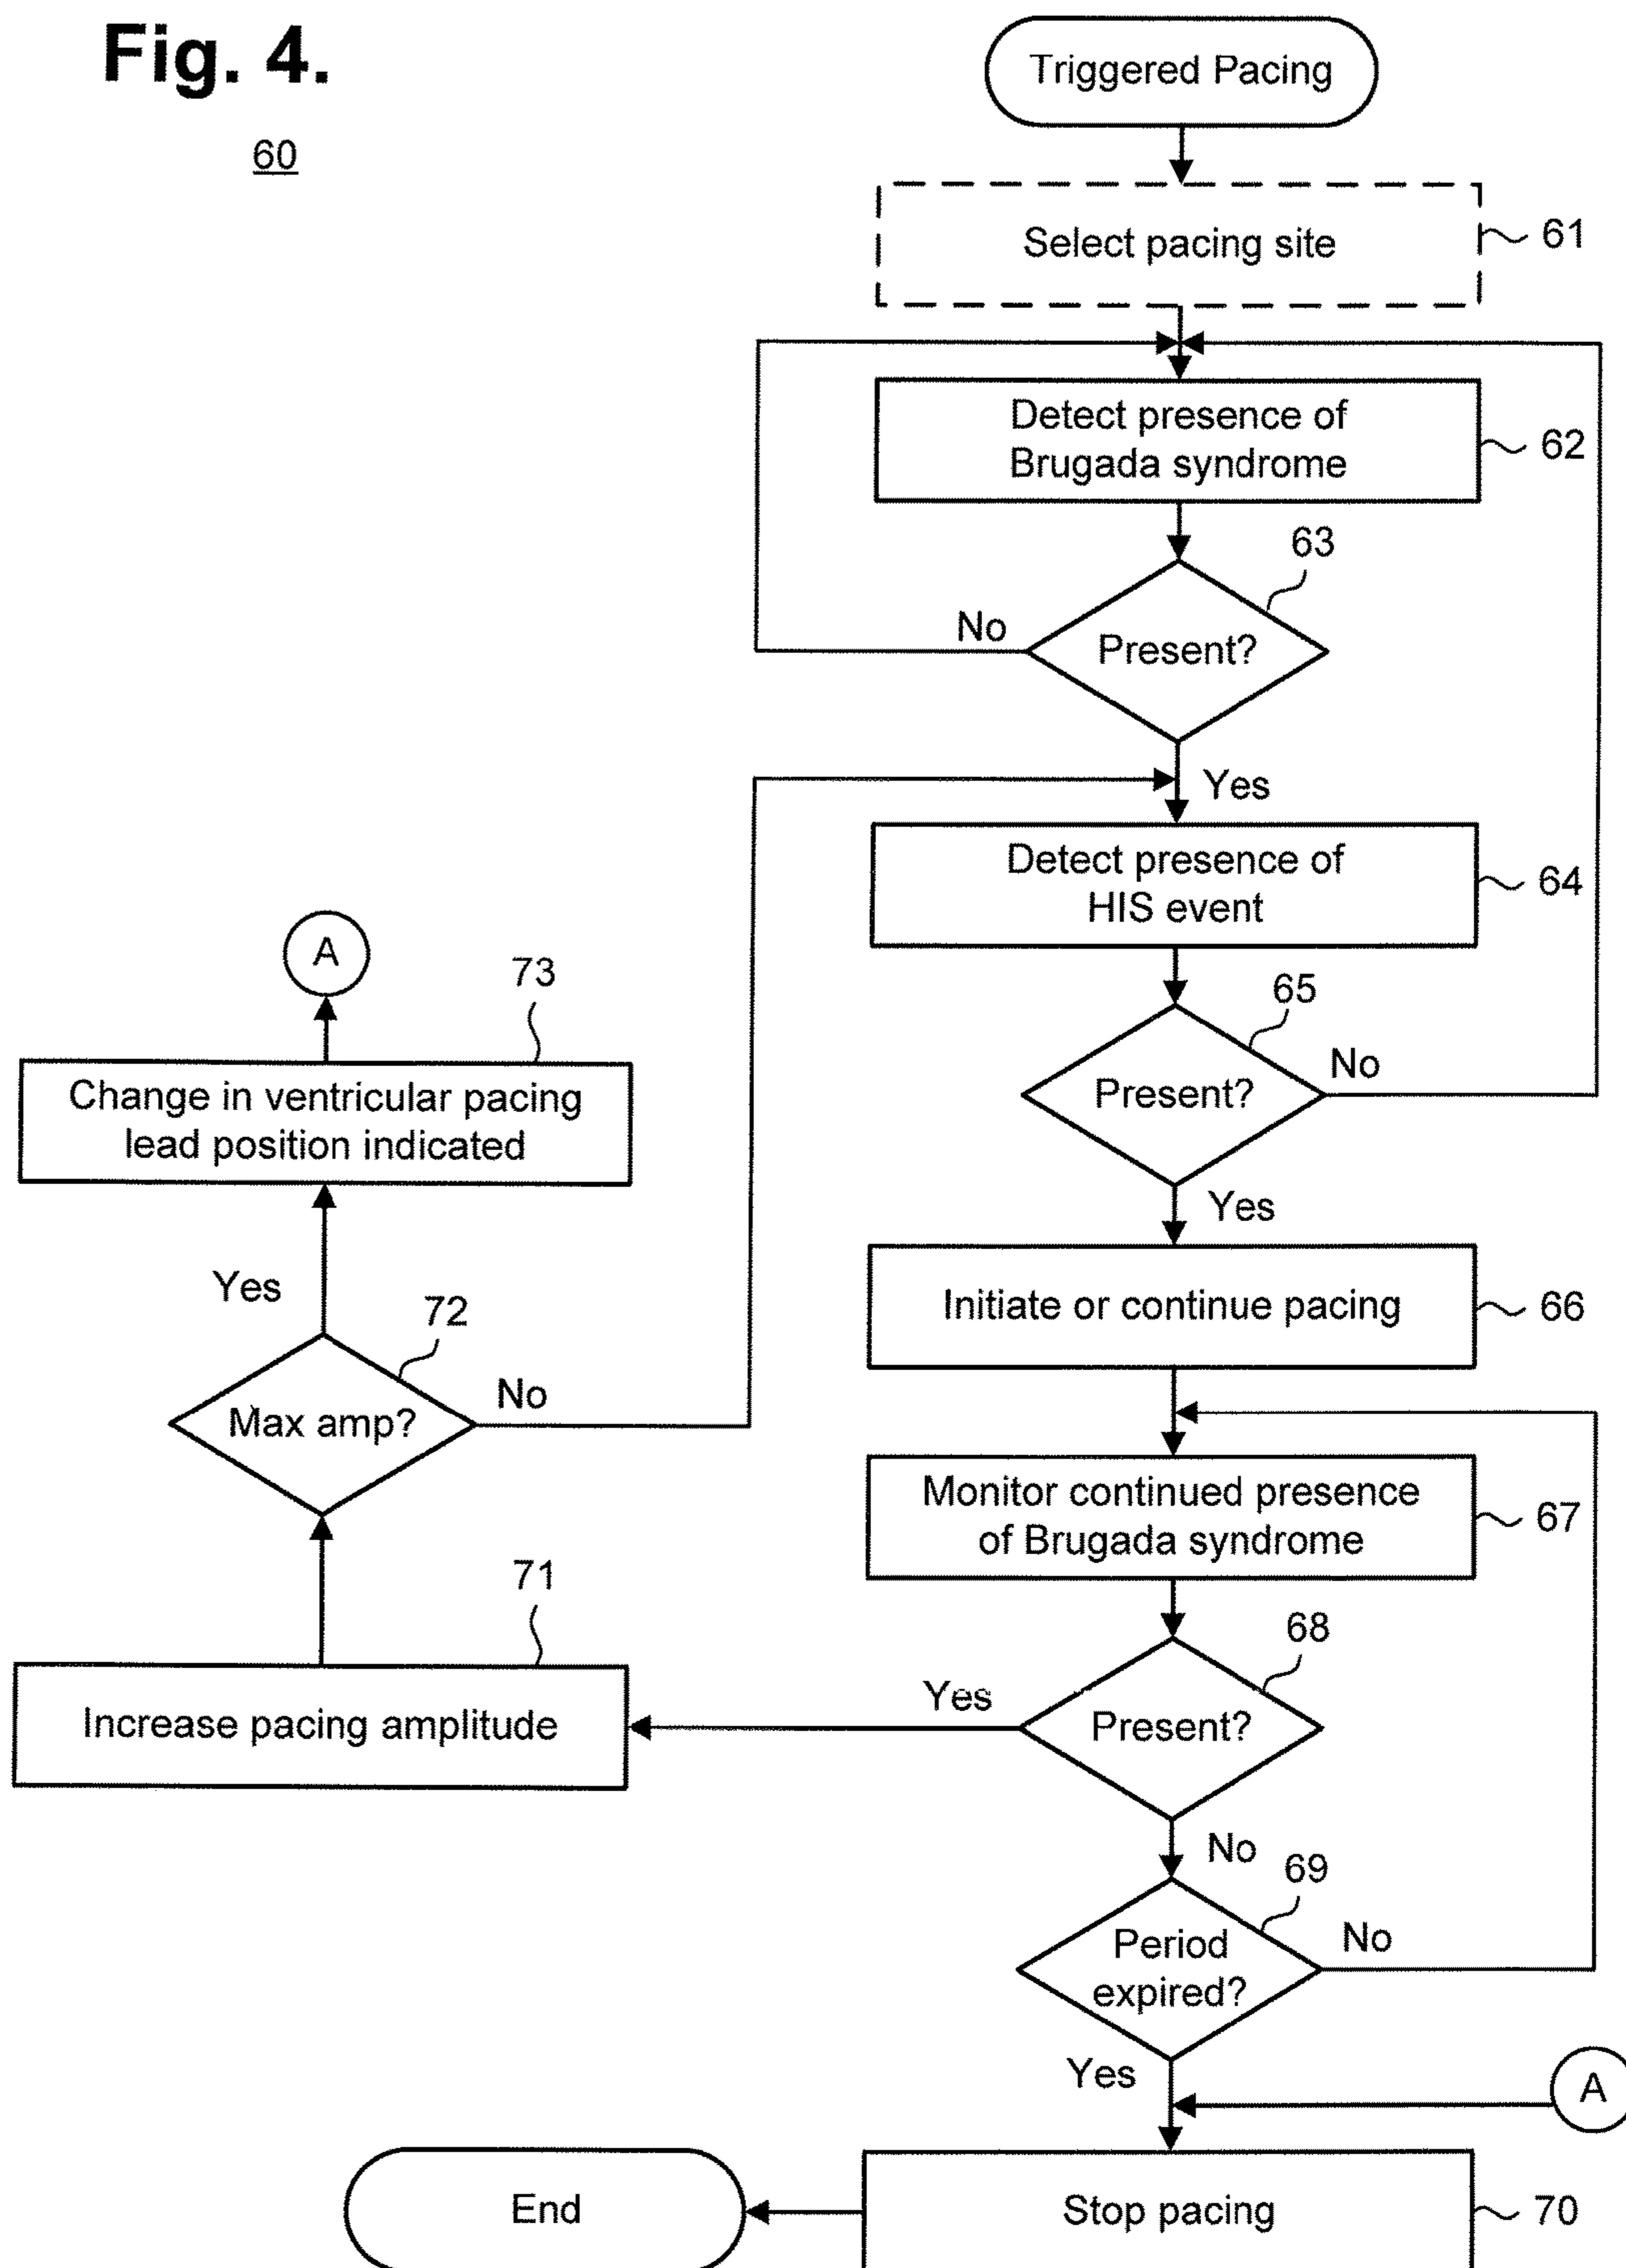 Fig. 4.
60
Triggered Pacing
Select pacing site
61
Detect presence of
Brugada syndrome
62
63
Present?
No
Yes
Detect presence of
HIS event
64
65
Present?
No
Yes
Initiate or continue pacing
66
Monitor continued presence
of Brugada syndrome
67
68
Present?
Yes
No
69
Period
expired?
No
Yes
A
Stop pacing
70
End
71
Increase pacing amplitude
72
Max amp?
No
Yes
73
Change in ventricular pacing
lead position indicated
A